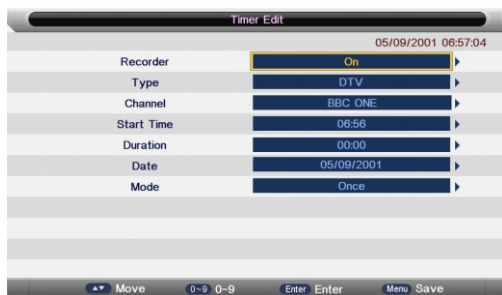 Timer Edit
05/09/2001 06:57:04
Recorder On
Type DTV
Channel BBC ONE
Start Time 06:56
Duration 00:00
Date 05/09/2001
Mode Once
Move 0~9 0~9 Enter Enter Menu Save